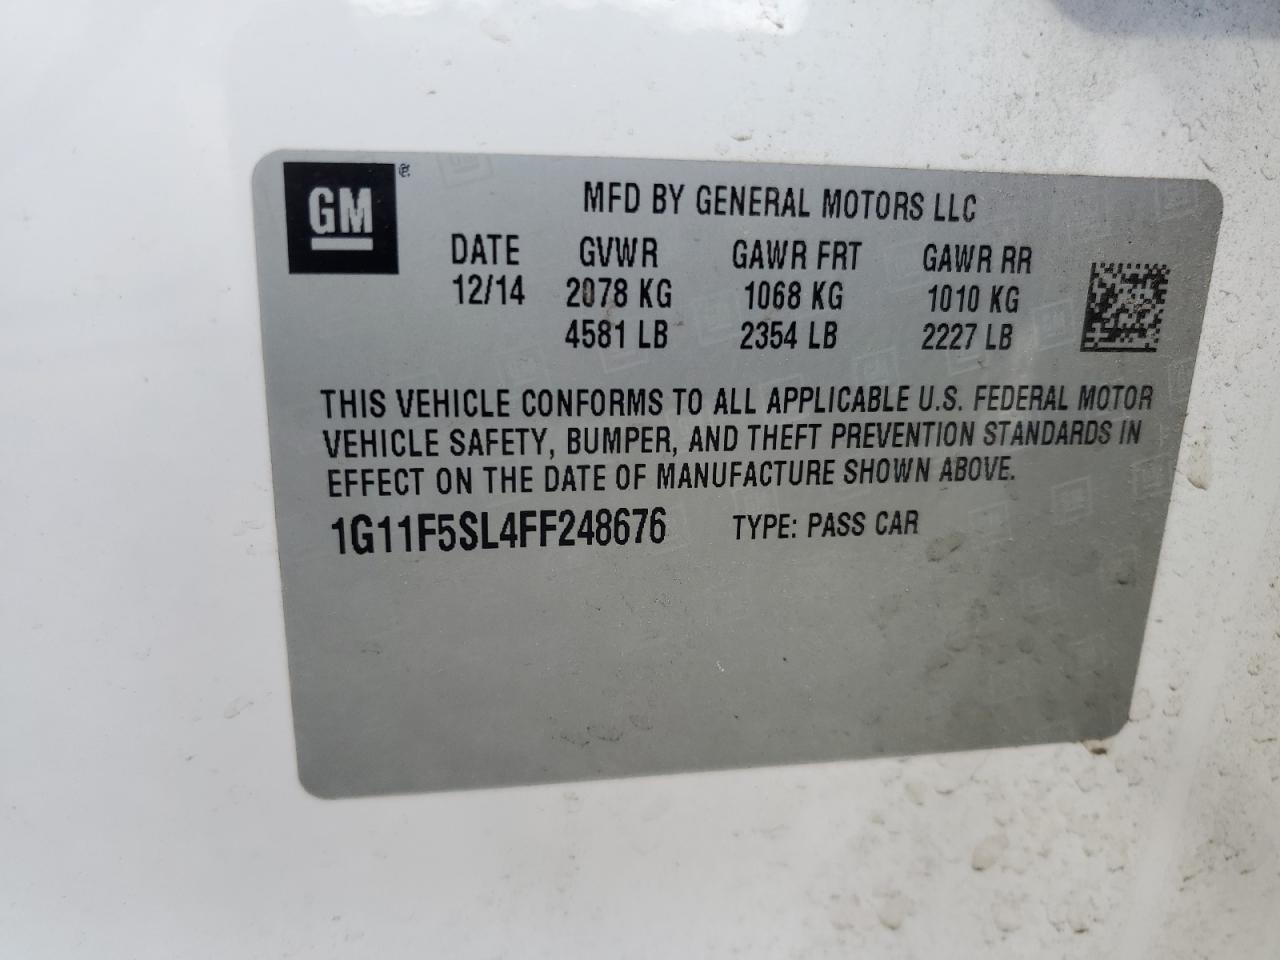 GM
MFD BY GENERAL MOTORS LLC
DATE GVWR GAWR FRT GAWR RR
12/14 2078 KG 1068 KG 1010 KG
4581 LB 2354 LB 2227 LB
THIS VEHICLE CONFORMS TO ALL APPLICABLE U.S. FEDERAL MOTOR
VEHICLE SAFETY, BUMPER, AND THEFT PREVENTION STANDARDS IN
EFFECT ON THE DATE OF MANUFACTURE SHOWN ABOVE.
1G11F5SL4FF248676 TYPE: PASS CAR